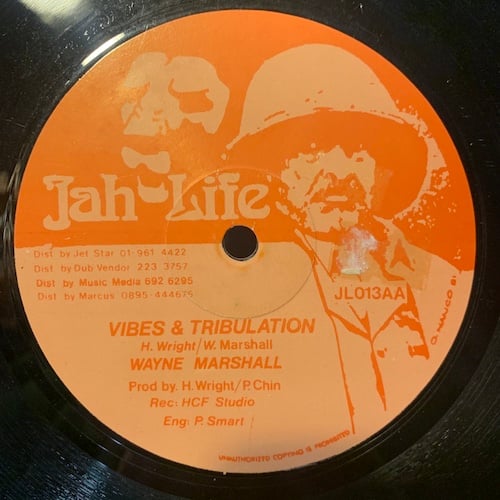 Jah Life
Dist by Jet Star 01-961 4422
Dist by Dub Vendor 223 3757
Dist by Music Media 692 6295
Dist by Marcus 0895-444675
JL013AA
VIBES & TRIBULATION
H. Wright/W. Marshall
WAYNE MARSHALL
Prod by. H. Wright/P. Chin
Rec: HCF Studio
Eng: P. Smart
UNAUTHORIZED COPYING IS PROHIBITED